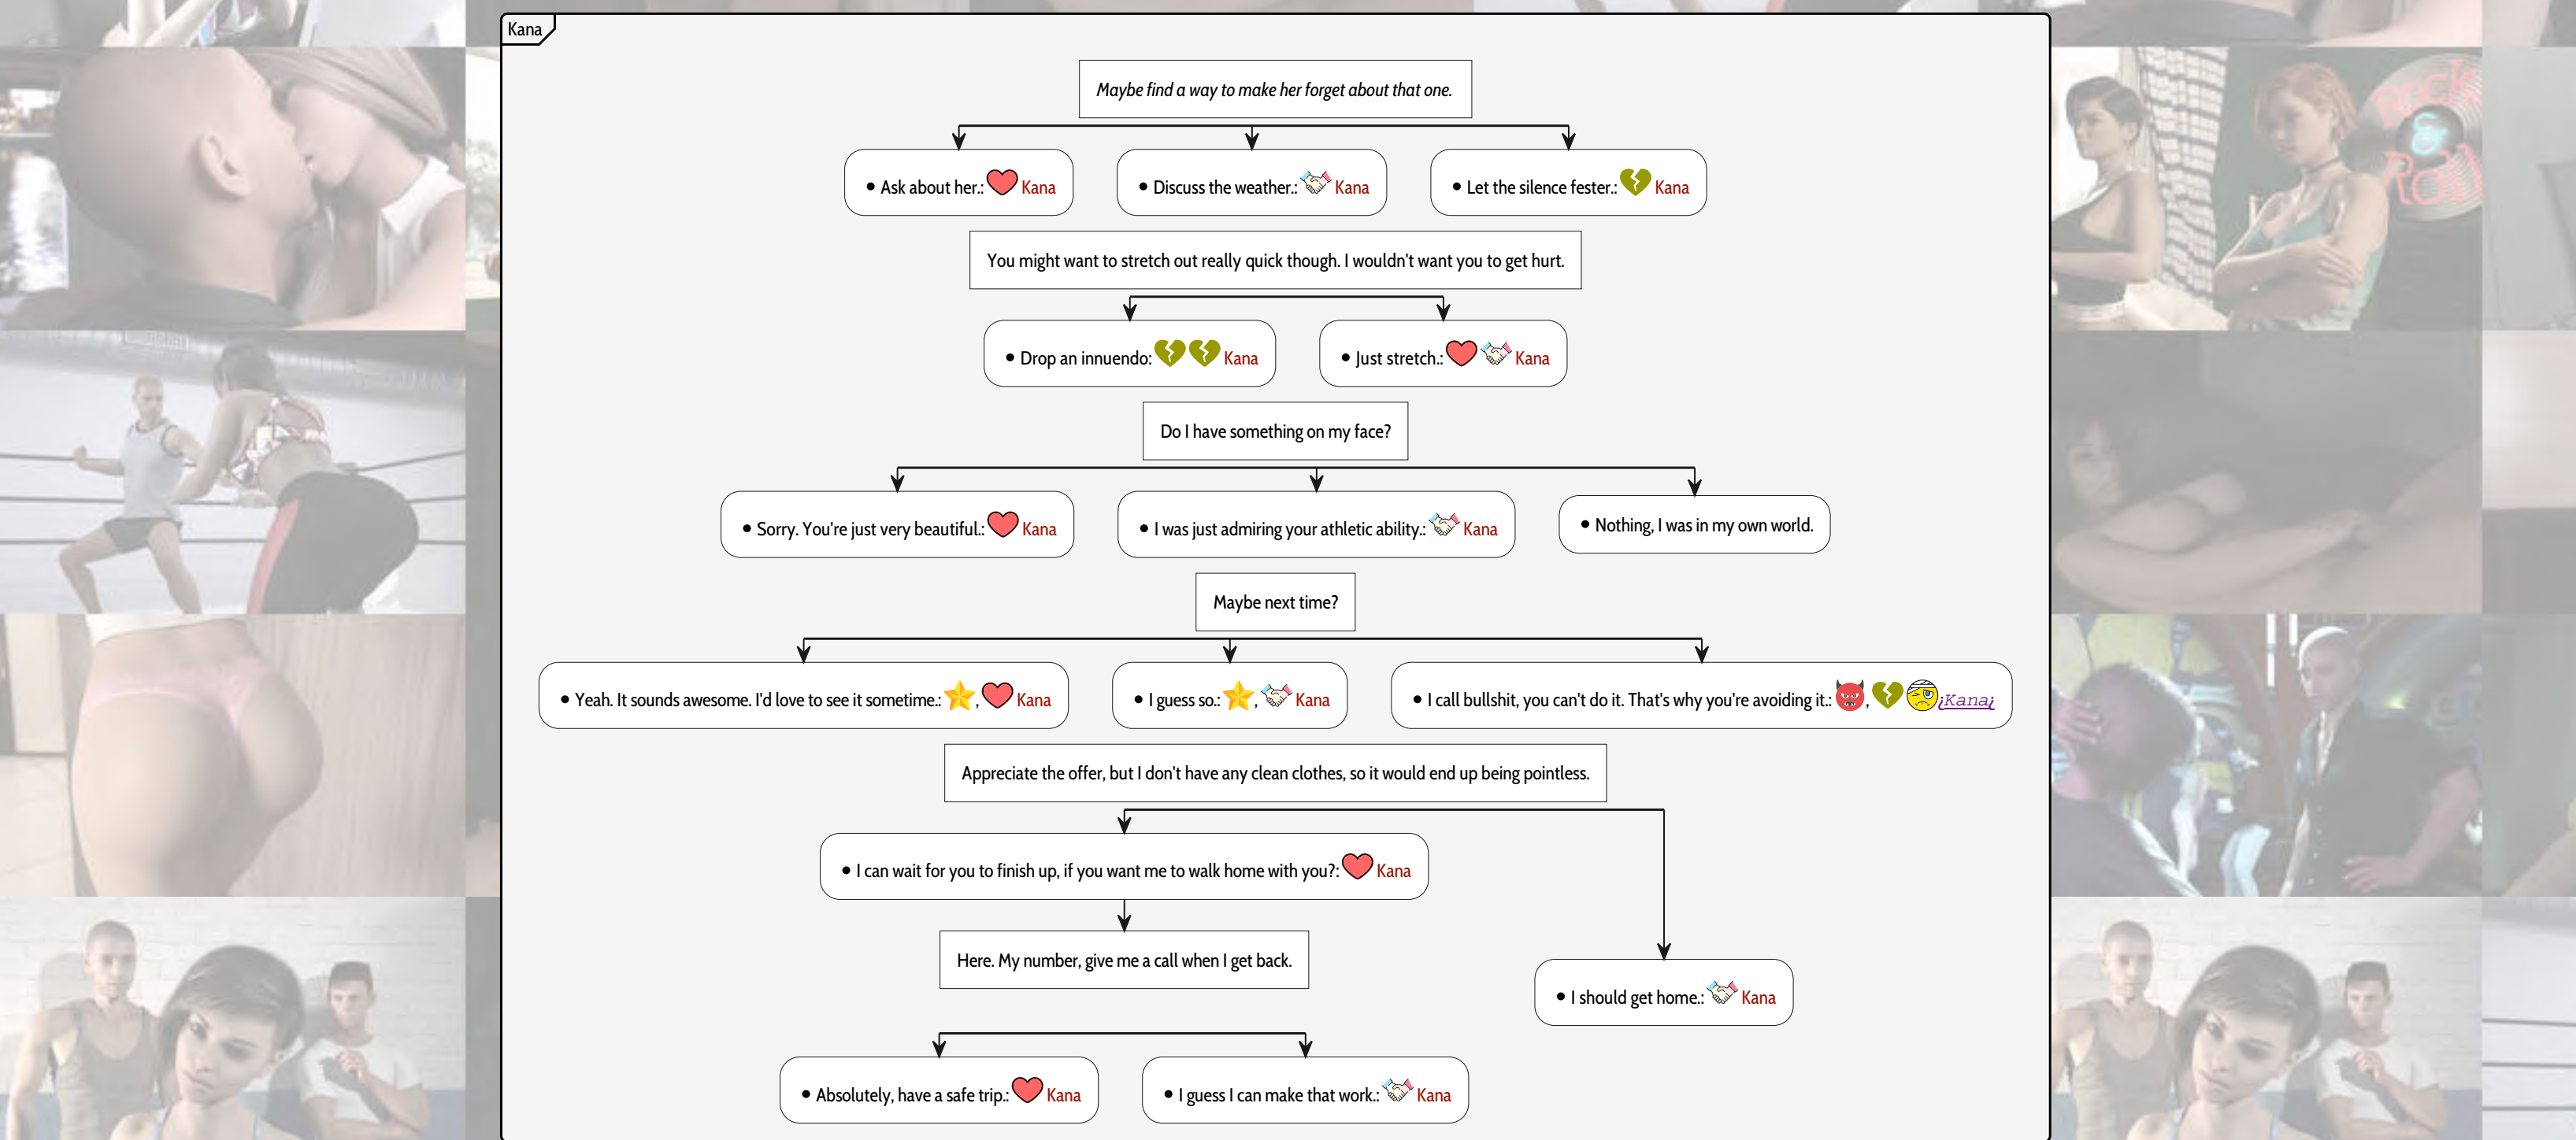 Kana
Maybe find a way to make her forget about that one.
• Ask about her.: Kana
• Discuss the weather.: Kana
• Let the silence fester.: Kana
You might want to stretch out really quick though. I wouldn't want you to get hurt.
• Drop an innuendo: Kana
• Just stretch.: Kana
Do I have something on my face?
• Sorry. You're just very beautiful.: Kana
• I was just admiring your athletic ability.: Kana
• Nothing, I was in my own world.
Maybe next time?
• Yeah. It sounds awesome. I'd love to see it sometime.: , Kana
• I guess so.: , Kana
• I call bullshit, you can't do it. That's why you're avoiding it.: , ¿Kana¿
Appreciate the offer, but I don't have any clean clothes, so it would end up being pointless.
• I can wait for you to finish up, if you want me to walk home with you?: Kana
Here. My number, give me a call when I get back.
• I should get home.: Kana
• Absolutely, have a safe trip.: Kana
• I guess I can make that work.: Kana
Rock
&
Roll